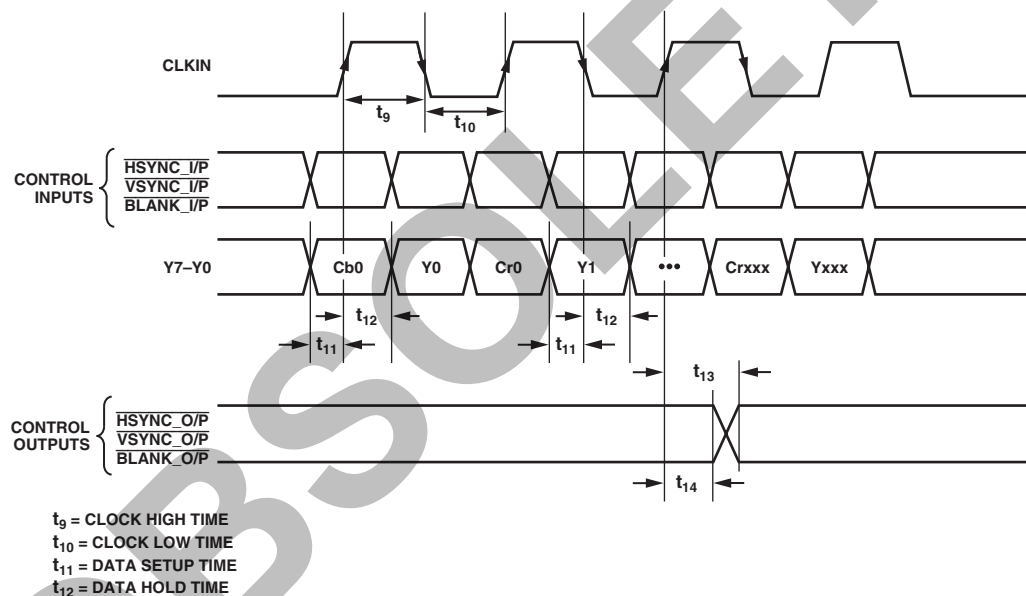 CLKIN
t9
t10
CONTROL INPUTS
HSYNC_I/P
VSYNC_I/P
BLANK_I/P
Y7–Y0
Cb0
Y0
Cr0
Y1
•••
Crxxx
Yxxx
t12
t12
t11
t11
t13
CONTROL OUTPUTS
HSYNC_O/P
VSYNC_O/P
BLANK_O/P
t14
t9 = CLOCK HIGH TIME
t10 = CLOCK LOW TIME
t11 = DATA SETUP TIME
t12 = DATA HOLD TIME